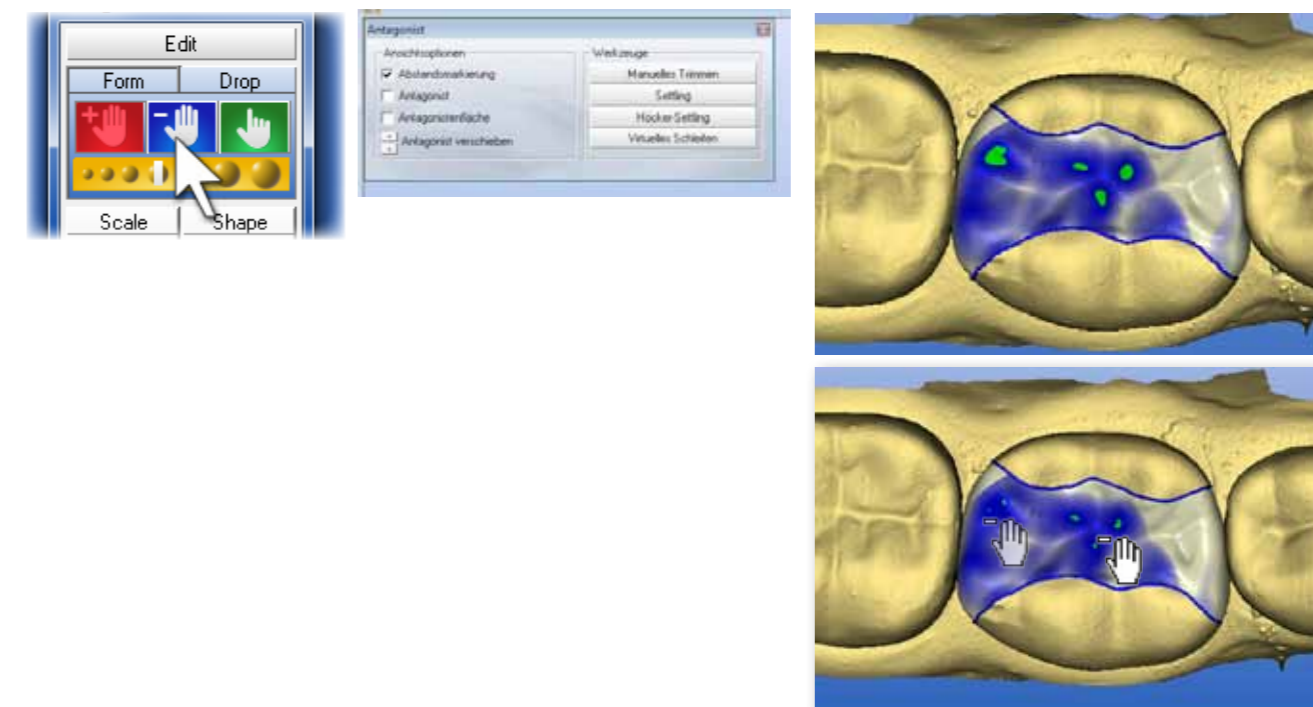 Edit
Form Drop
Scale Shape
Antagonist
Ansichtsoptionen
Abstandsmarkierung
Antagonist
Antagonistenfläche
Antagonist verschieben
Werkzeuge
Manuelles Trimmen
Settling
Höcker-Settling
Virtuelles Schleifen